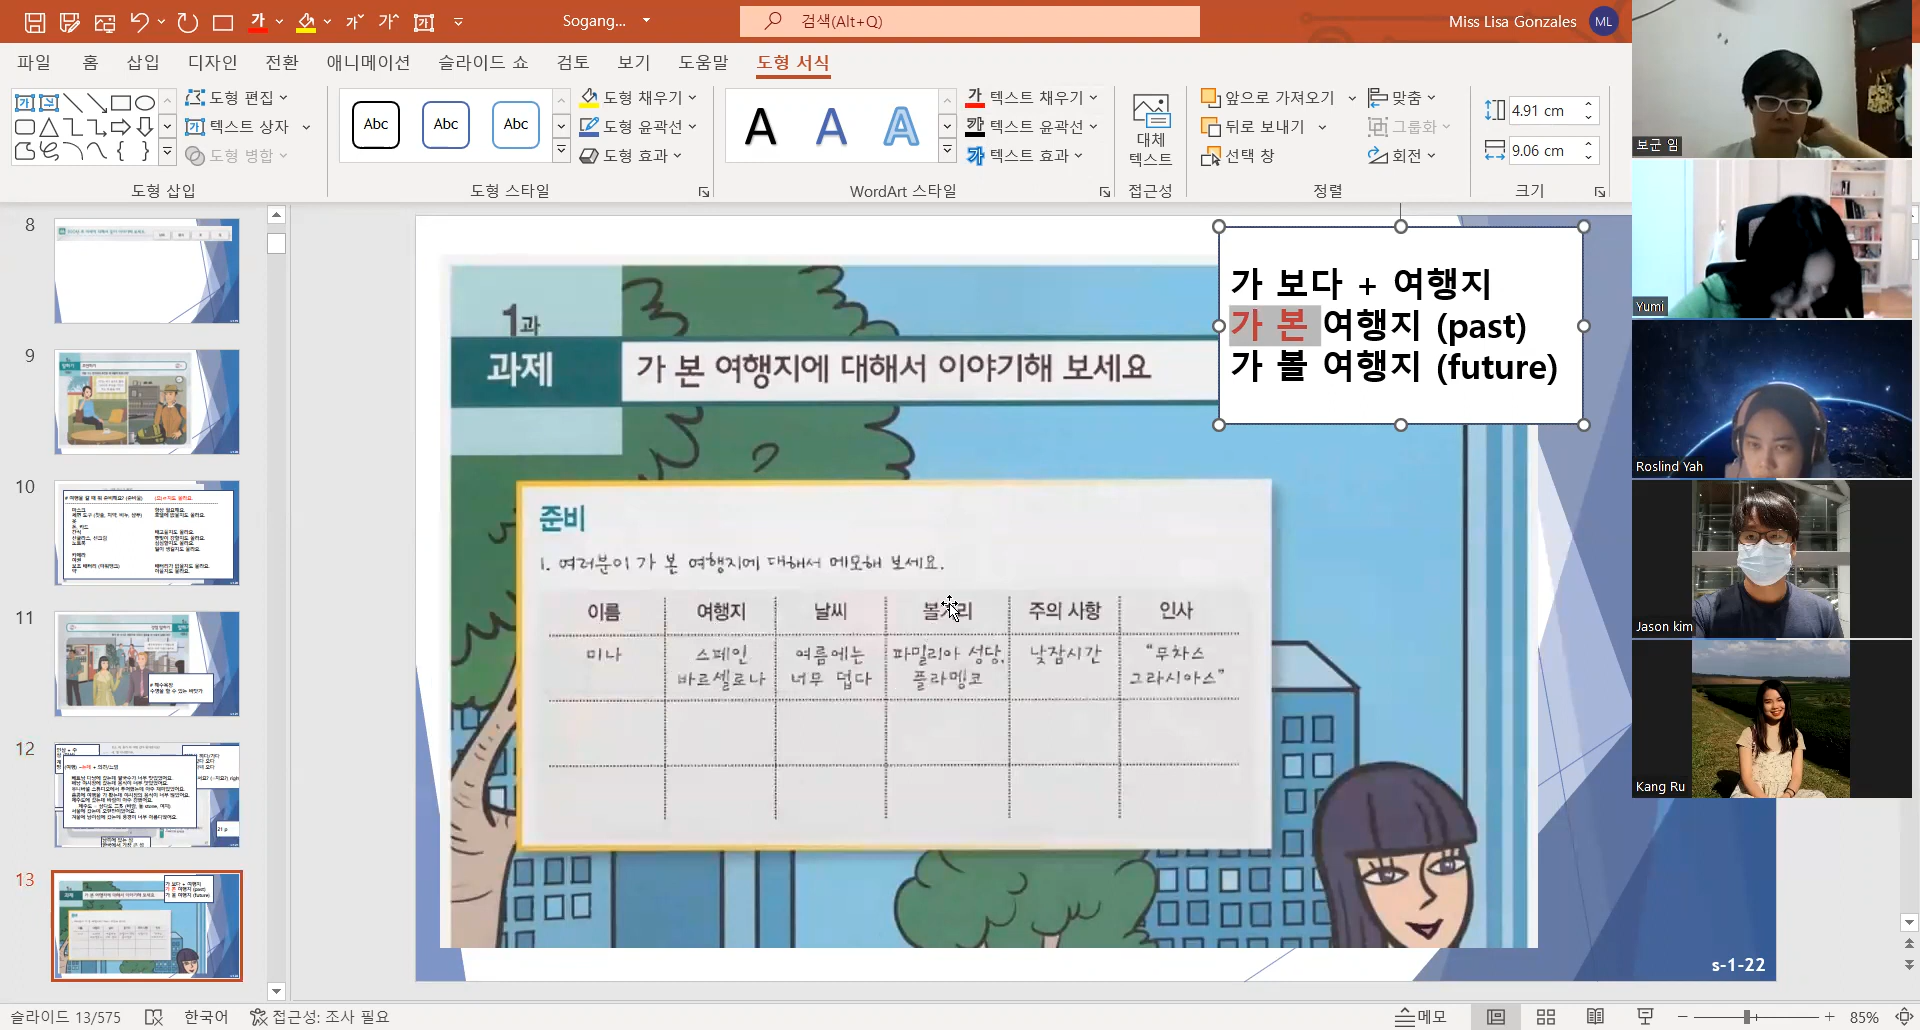 Sogang...
검색(Alt+Q)
Miss Lisa Gonzales
ML
파일
홈
삽입
디자인
전환
애니메이션
슬라이드 쇼
검토
보기
도움말
도형 서식
도형 편집
텍스트 상자
도형 병합
도형 삽입
Abc
Abc
Abc
도형 채우기
도형 윤곽선
도형 효과
도형 스타일
A
A
A
텍스트 채우기
텍스트 윤곽선
텍스트 효과
WordArt 스타일
대체
텍스트
접근성
앞으로 가져오기
뒤로 보내기
선택 창
맞춤
그룹화
회전
정렬
4.91 cm
9.06 cm
크기
보군 임
Yumi
Roslind Yah
Jason kim
Kang Ru
8
9
10
11
12
13
가 보다 + 여행지
가 본 여행지 (past)
가 볼 여행지 (future)
1과
과제
가 본 여행지에 대해서 이야기해 보세요
준비
1. 여러분이 가 본 여행지에 대해서 메모해 보세요.
이름 여행지 날씨 볼거리 주의 사항 인사
미나 스페인 여름에는 파밀리아 성당, 낮잠시간 "무차스
바르셀로나 너무 덥다 플라멩코 그라시아스"
s-1-22
슬라이드 13/575
한국어
접근성: 조사 필요
메모
85%